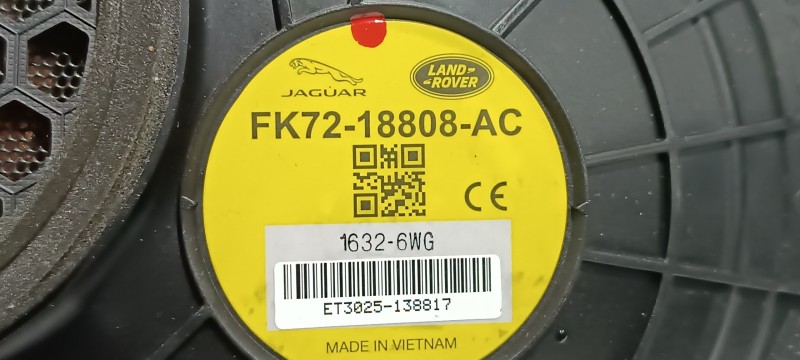 JAGUAR
LAND ROVER
FK72-18808-AC
CE
1632-6WG
ET3025-138817
MADE IN VIETNAM